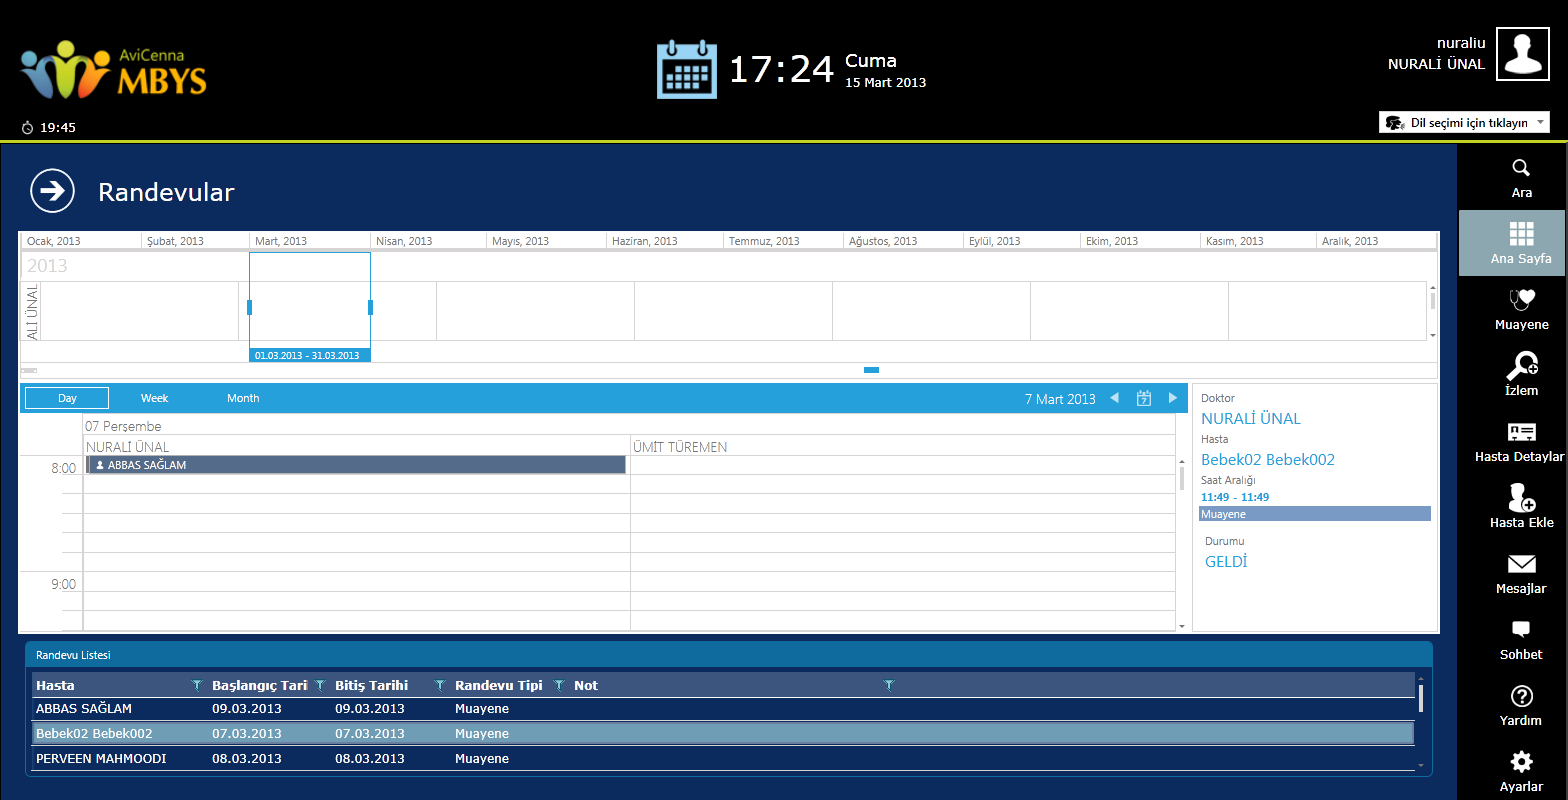 AviCenna
MBYS
17:24
Cuma
15 Mart 2013
nuraliu
NURALİ ÜNAL
19:45
Dil seçimi için tıklayın
Randevular
Ocak, 2013 Şubat, 2013 Mart, 2013 Nisan, 2013 Mayıs, 2013 Haziran, 2013 Temmuz, 2013 Ağustos, 2013 Eylül, 2013 Ekim, 2013 Kasım, 2013 Aralık, 2013
2013
ALİ ÜNAL
01.03.2013 - 31.03.2013
Day Week Month 7 Mart 2013 7
07 Perşembe
NURALİ ÜNAL ÜMİT TÜREMEN
8:00 ABBAS SAĞLAM
9:00
Doktor
NURALİ ÜNAL
Hasta
Bebek02 Bebek002
Saat Aralığı
11:49 - 11:49
Muayene
Durumu
GELDİ
Randevu Listesi
Hasta Başlangıç Tari Bitiş Tarihi Randevu Tipi Not
ABBAS SAĞLAM 09.03.2013 09.03.2013 Muayene
Bebek02 Bebek002 07.03.2013 07.03.2013 Muayene
PERVEEN MAHMOODI 08.03.2013 08.03.2013 Muayene
Ara
Ana Sayfa
Muayene
İzlem
Hasta Detaylar
Hasta Ekle
Mesajlar
Sohbet
Yardım
Ayarlar